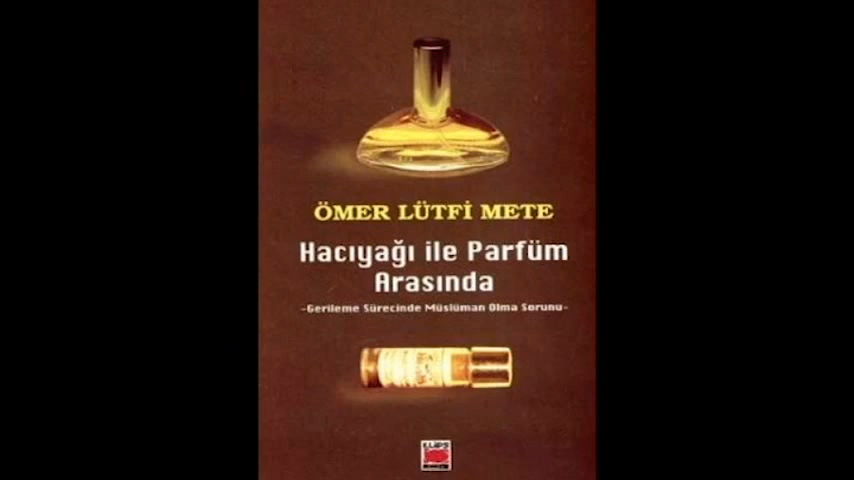 ÖMER LÜTFİ METE
Hacıyağı ile Parfüm
Arasında
-Gerileme Sürecinde Müslüman Olma Sorunu-